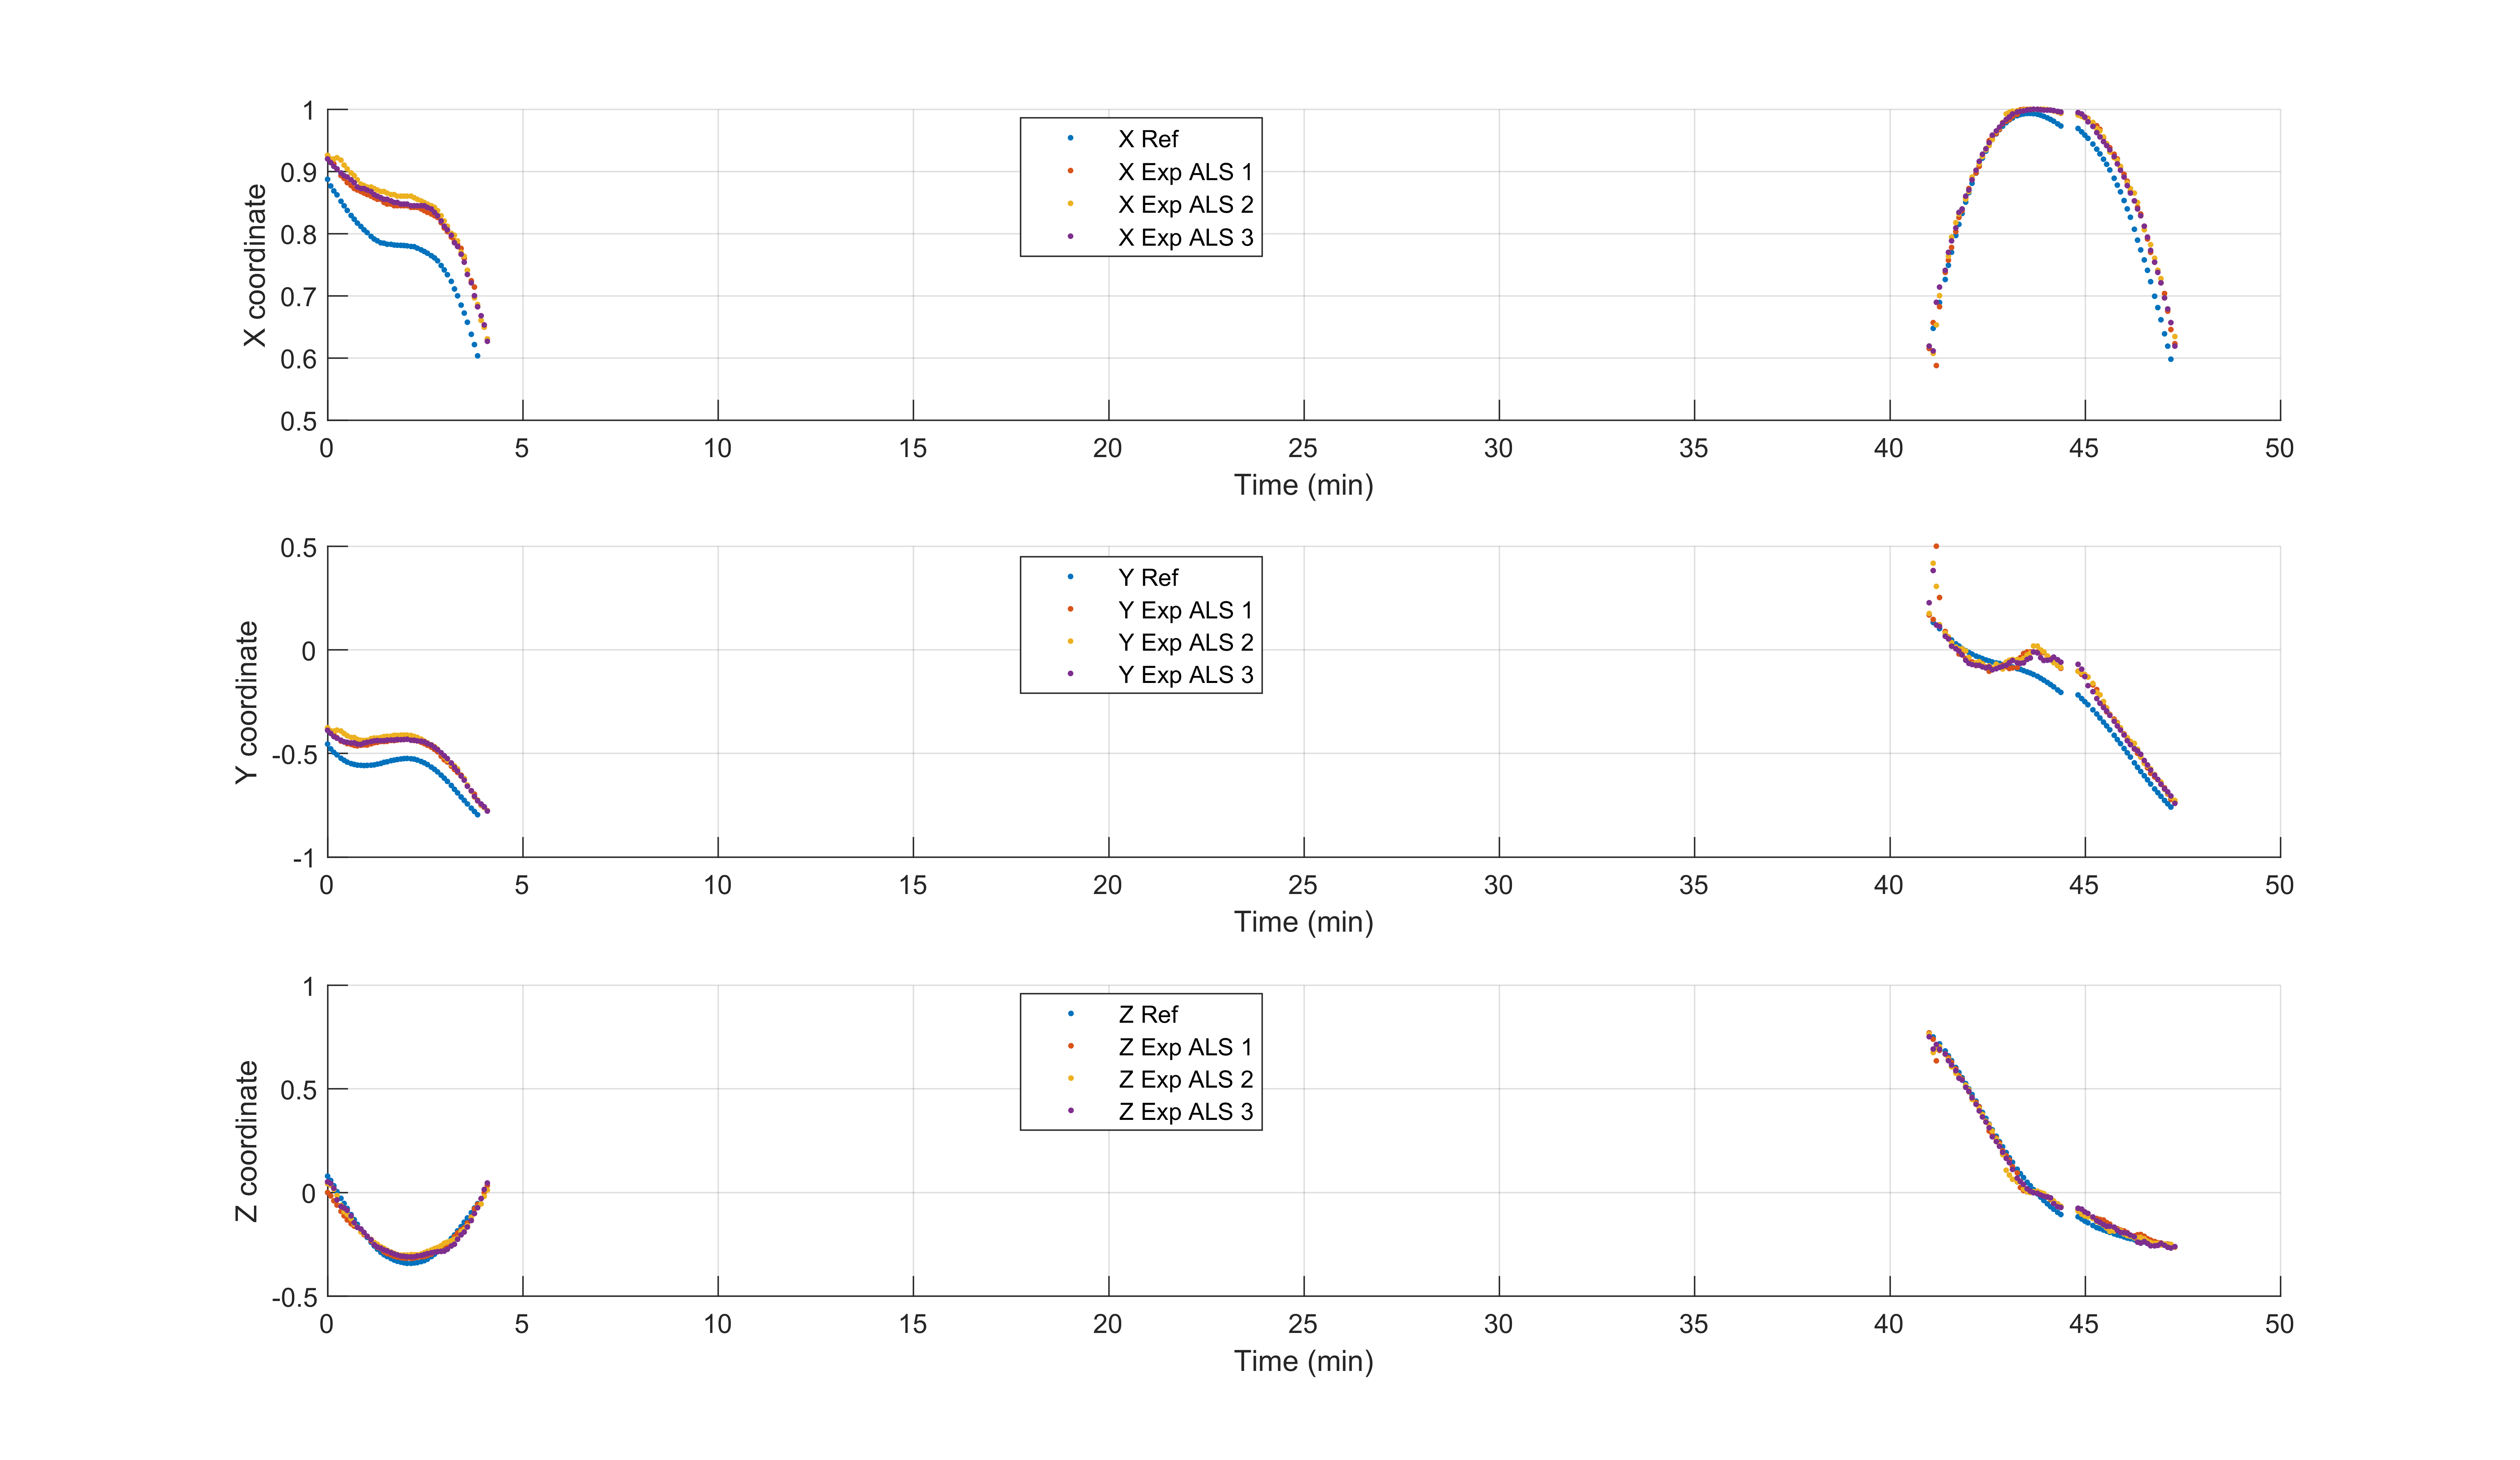 1
0.9
0.8
0.7
0.6
0.5
X coordinate
X Ref
X Exp ALS 1
X Exp ALS 2
X Exp ALS 3
0 5 10 15 20 25 30 35 40 45 50
Time (min)
0.5
0
-0.5
-1
Y coordinate
Y Ref
Y Exp ALS 1
Y Exp ALS 2
Y Exp ALS 3
0 5 10 15 20 25 30 35 40 45 50
Time (min)
1
0.5
0
-0.5
Z coordinate
Z Ref
Z Exp ALS 1
Z Exp ALS 2
Z Exp ALS 3
0 5 10 15 20 25 30 35 40 45 50
Time (min)